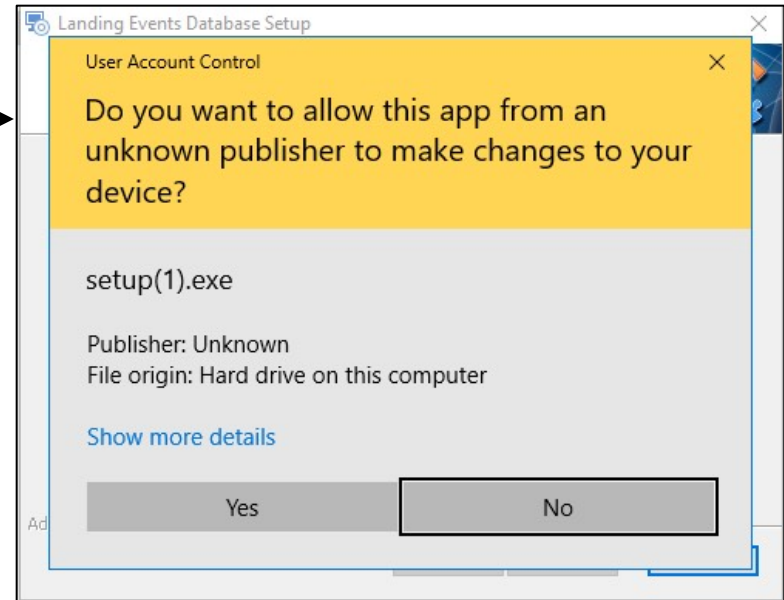 Landing Events Database Setup
User Account Control
Do you want to allow this app from an
unknown publisher to make changes to your
device?
setup(1).exe
Publisher: Unknown
File origin: Hard drive on this computer
Show more details
Yes
No
Ad